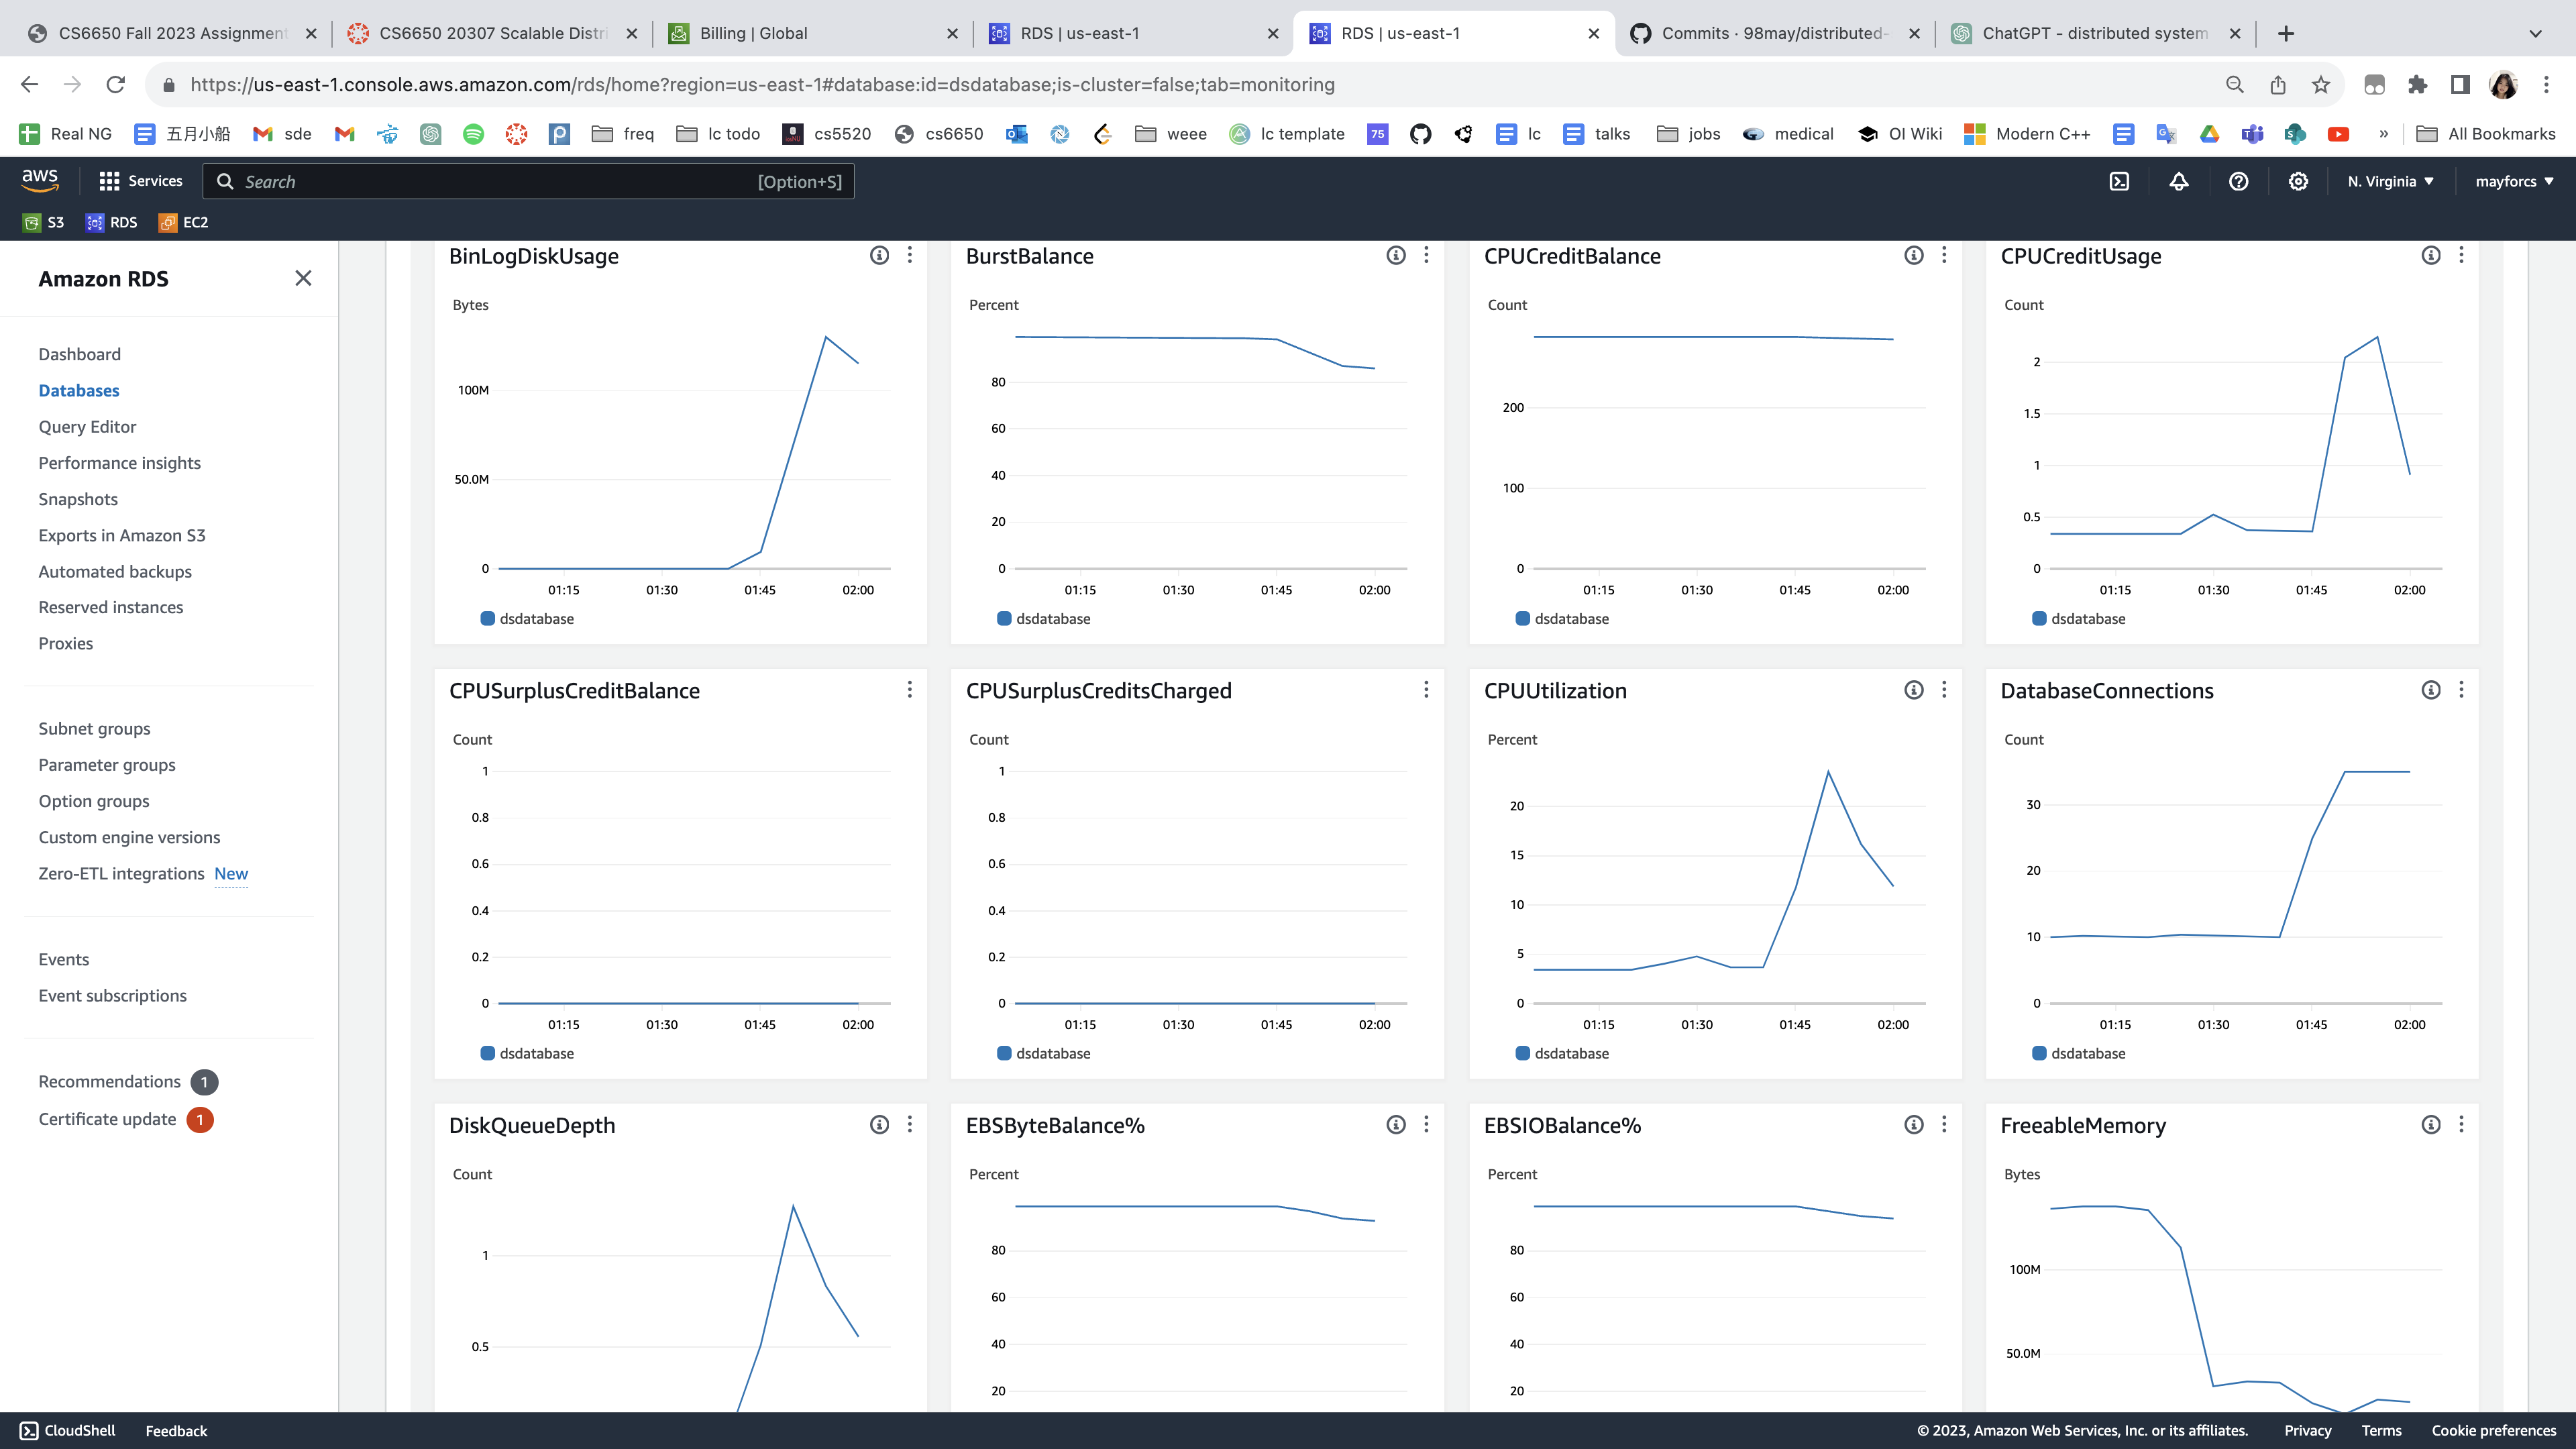 CS6650 Fall 2023 Assignment
CS6650 20307 Scalable Distri
Billing | Global
RDS | us-east-1
RDS | us-east-1
Commits · 98may/distributed-
ChatGPT - distributed system
https://us-east-1.console.aws.amazon.com/rds/home?region=us-east-1#database:id=dsdatabase;is-cluster=false;tab=monitoring
Real NG 五月小船 sde freq lc todo cs5520 cs6650 weee lc template 75 lc talks jobs medical OI Wiki Modern C++ » All Bookmarks
aws Services Search [Option+S] N. Virginia mayforcs
S3 RDS EC2
Amazon RDS
Dashboard
Databases
Query Editor
Performance insights
Snapshots
Exports in Amazon S3
Automated backups
Reserved instances
Proxies
Subnet groups
Parameter groups
Option groups
Custom engine versions
Zero-ETL integrations New
Events
Event subscriptions
Recommendations 1
Certificate update 1
BinLogDiskUsage
Bytes
100M
50.0M
0
01:15 01:30 01:45 02:00
dsdatabase
BurstBalance
Percent
80
60
40
20
0
01:15 01:30 01:45 02:00
dsdatabase
CPUCreditBalance
Count
200
100
0
01:15 01:30 01:45 02:00
dsdatabase
CPUCreditUsage
Count
2
1.5
1
0.5
0
01:15 01:30 01:45 02:00
dsdatabase
CPUSurplusCreditBalance
Count
1
0.8
0.6
0.4
0.2
0
01:15 01:30 01:45 02:00
dsdatabase
CPUSurplusCreditsCharged
Count
1
0.8
0.6
0.4
0.2
0
01:15 01:30 01:45 02:00
dsdatabase
CPUUtilization
Percent
20
15
10
5
0
01:15 01:30 01:45 02:00
dsdatabase
DatabaseConnections
Count
30
20
10
0
01:15 01:30 01:45 02:00
dsdatabase
DiskQueueDepth
Count
1
0.5
EBSByteBalance%
Percent
80
60
40
20
EBSIOBalance%
Percent
80
60
40
20
FreeableMemory
Bytes
100M
50.0M
CloudShell Feedback © 2023, Amazon Web Services, Inc. or its affiliates. Privacy Terms Cookie preferences